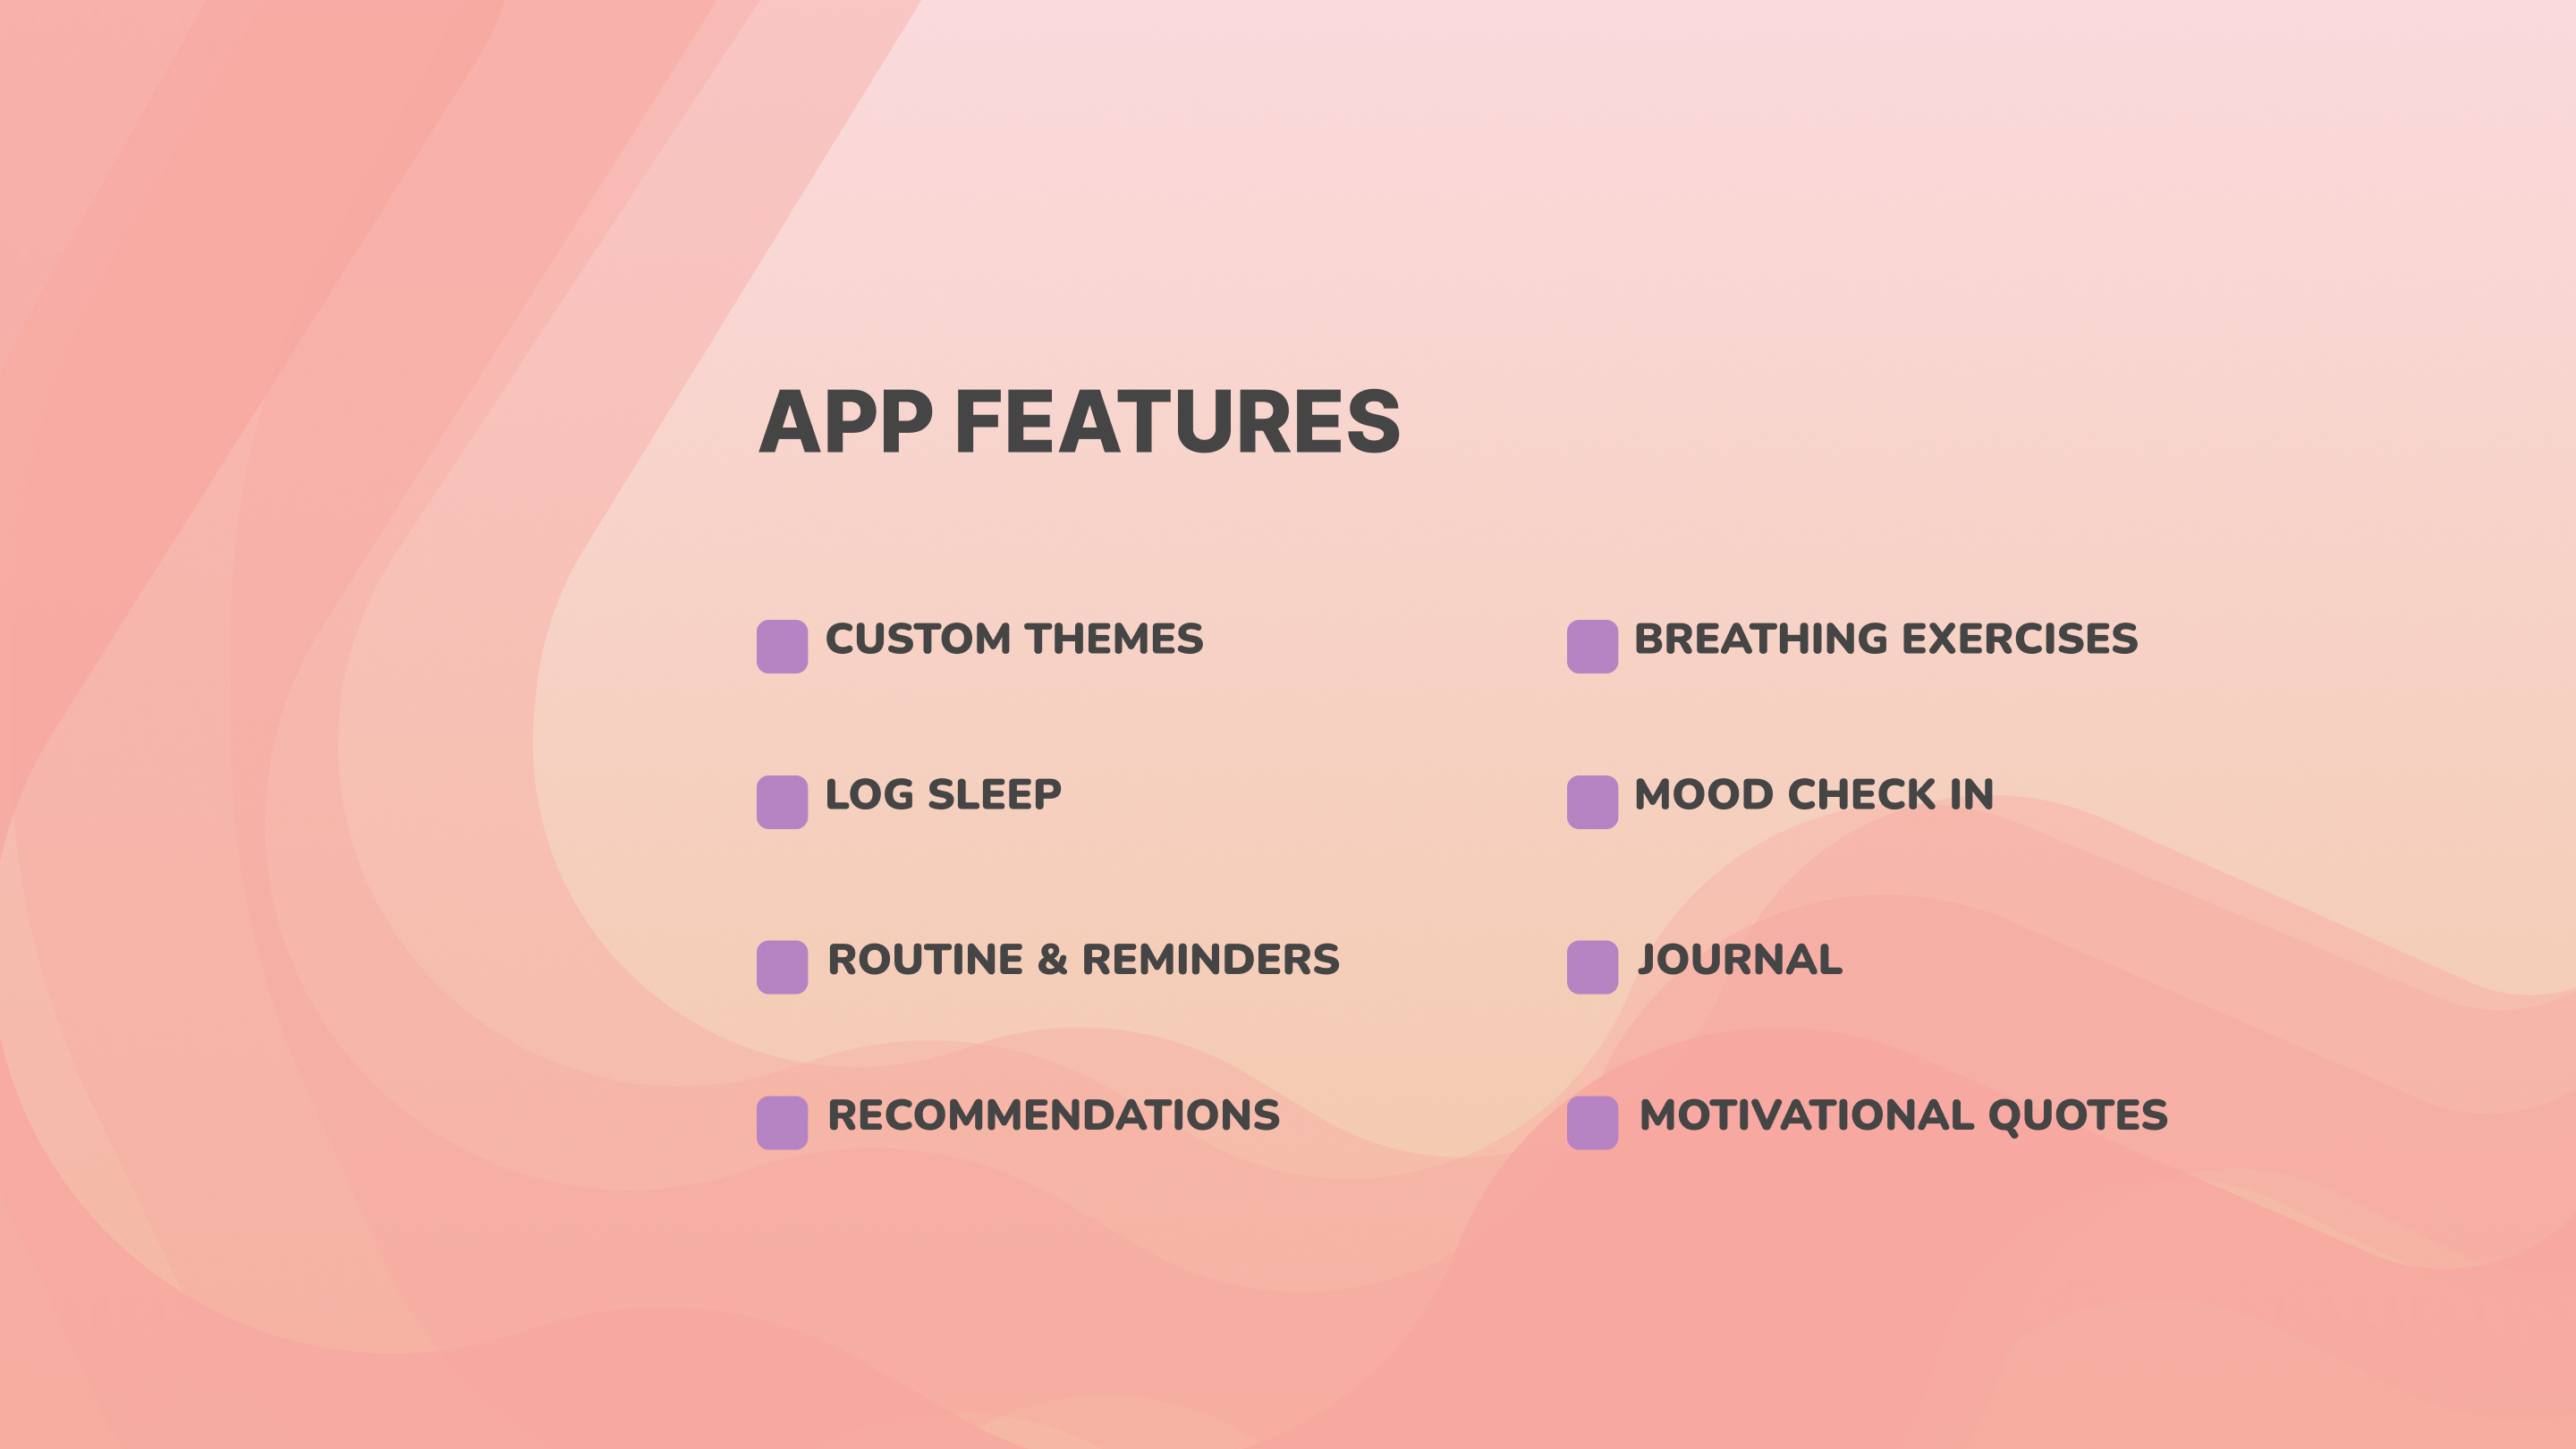 APP FEATURES
CUSTOM THEMES
LOG SLEEP
ROUTINE & REMINDERS
RECOMMENDATIONS
BREATHING EXERCISES
MOOD CHECK IN
JOURNAL
MOTIVATIONAL QUOTES